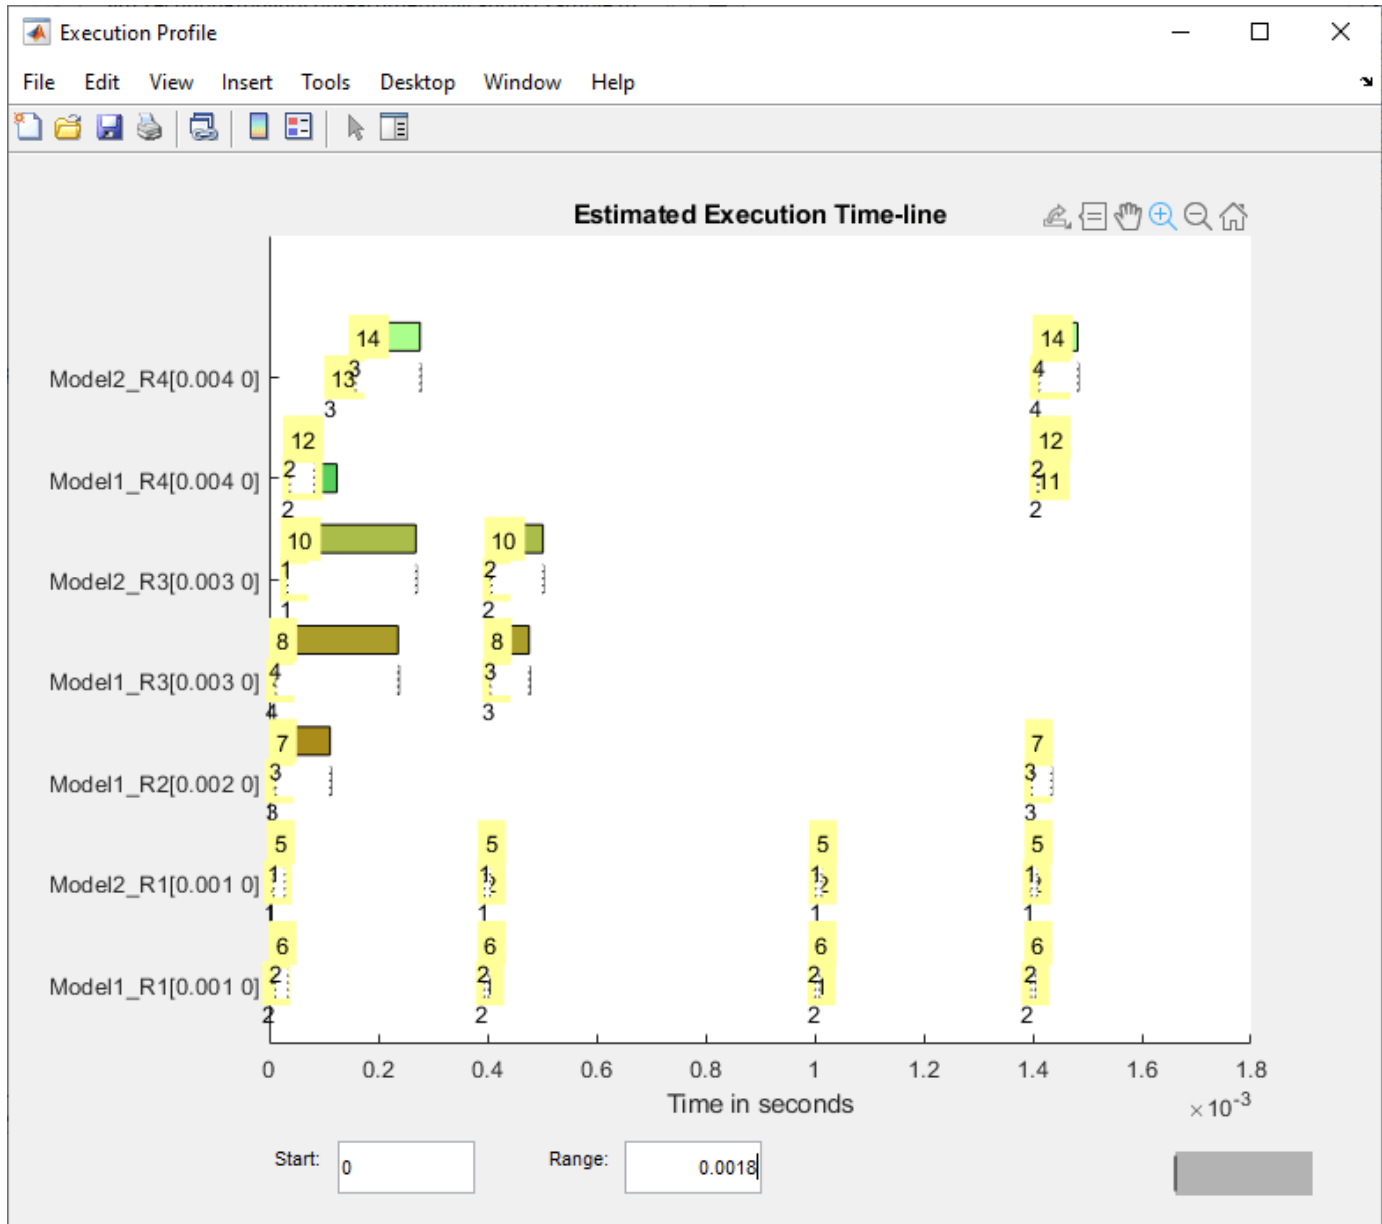 Execution Profile
File Edit View Insert Tools Desktop Window Help
Estimated Execution Time-line
14 14
3 4
Model2_R4[0.004 0] 13
3 4
12 12
2 2
Model1_R4[0.004 0] 11
2 2
10 10
1 2
Model2_R3[0.003 0]
1 2
8 8
4 3
Model1_R3[0.003 0]
4 3
7 7
3 3
Model1_R2[0.002 0]
3 3
5 5 5 5
1 1 1 1
Model2_R1[0.001 0] 2 2 2
1 1 1 1
6 6 6 6
2 2 2 2
Model1_R1[0.001 0] 1 1
2 2 2 2
0 0.2 0.4 0.6 0.8 1 1.2 1.4 1.6 1.8
Time in seconds
×10-3
Start: 0 Range: 0.0018